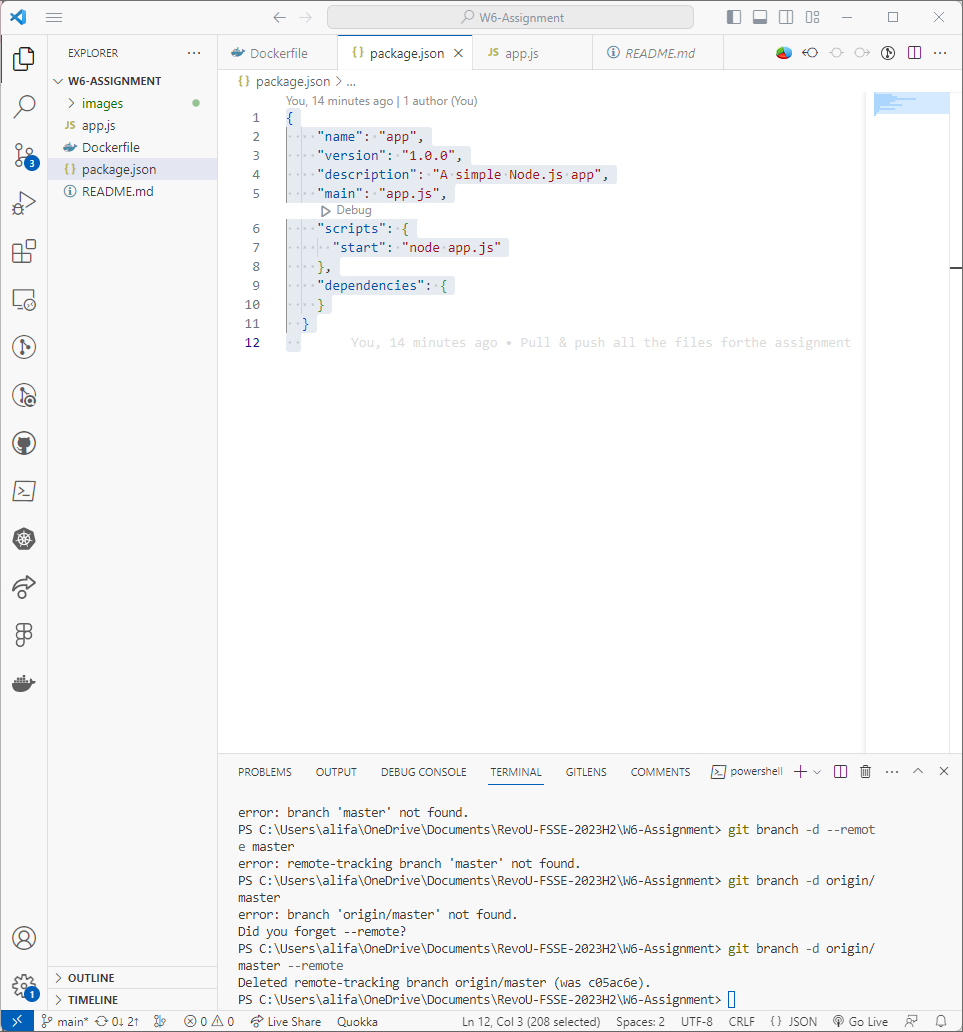 W6-Assignment
EXPLORER
W6-ASSIGNMENT
images
JS app.js
Dockerfile
{} package.json
README.md
OUTLINE
TIMELINE
Dockerfile
{} package.json
JS app.js
README.md
{} package.json > ...
You, 14 minutes ago | 1 author (You)
1 {
2 "name": "app",
3 "version": "1.0.0",
4 "description": "A simple Node.js app",
5 "main": "app.js",
Debug
6 "scripts": {
7 "start": "node app.js"
8 },
9 "dependencies": {
10 }
11 }
12 You, 14 minutes ago • Pull & push all the files forthe assignment
PROBLEMS OUTPUT DEBUG CONSOLE TERMINAL GITLENS COMMENTS powershell
error: branch 'master' not found.
PS C:\Users\alifa\OneDrive\Documents\RevoU-FSSE-2023H2\W6-Assignment> git branch -d --remot
e master
error: remote-tracking branch 'master' not found.
PS C:\Users\alifa\OneDrive\Documents\RevoU-FSSE-2023H2\W6-Assignment> git branch -d origin/
master
error: branch 'origin/master' not found.
Did you forget --remote?
PS C:\Users\alifa\OneDrive\Documents\RevoU-FSSE-2023H2\W6-Assignment> git branch -d origin/
master --remote
Deleted remote-tracking branch origin/master (was c05ac6e).
PS C:\Users\alifa\OneDrive\Documents\RevoU-FSSE-2023H2\W6-Assignment>
3
1
main* 0↓ 2↑ 0 0 Live Share Quokka Ln 12, Col 3 (208 selected) Spaces: 2 UTF-8 CRLF {} JSON Go Live